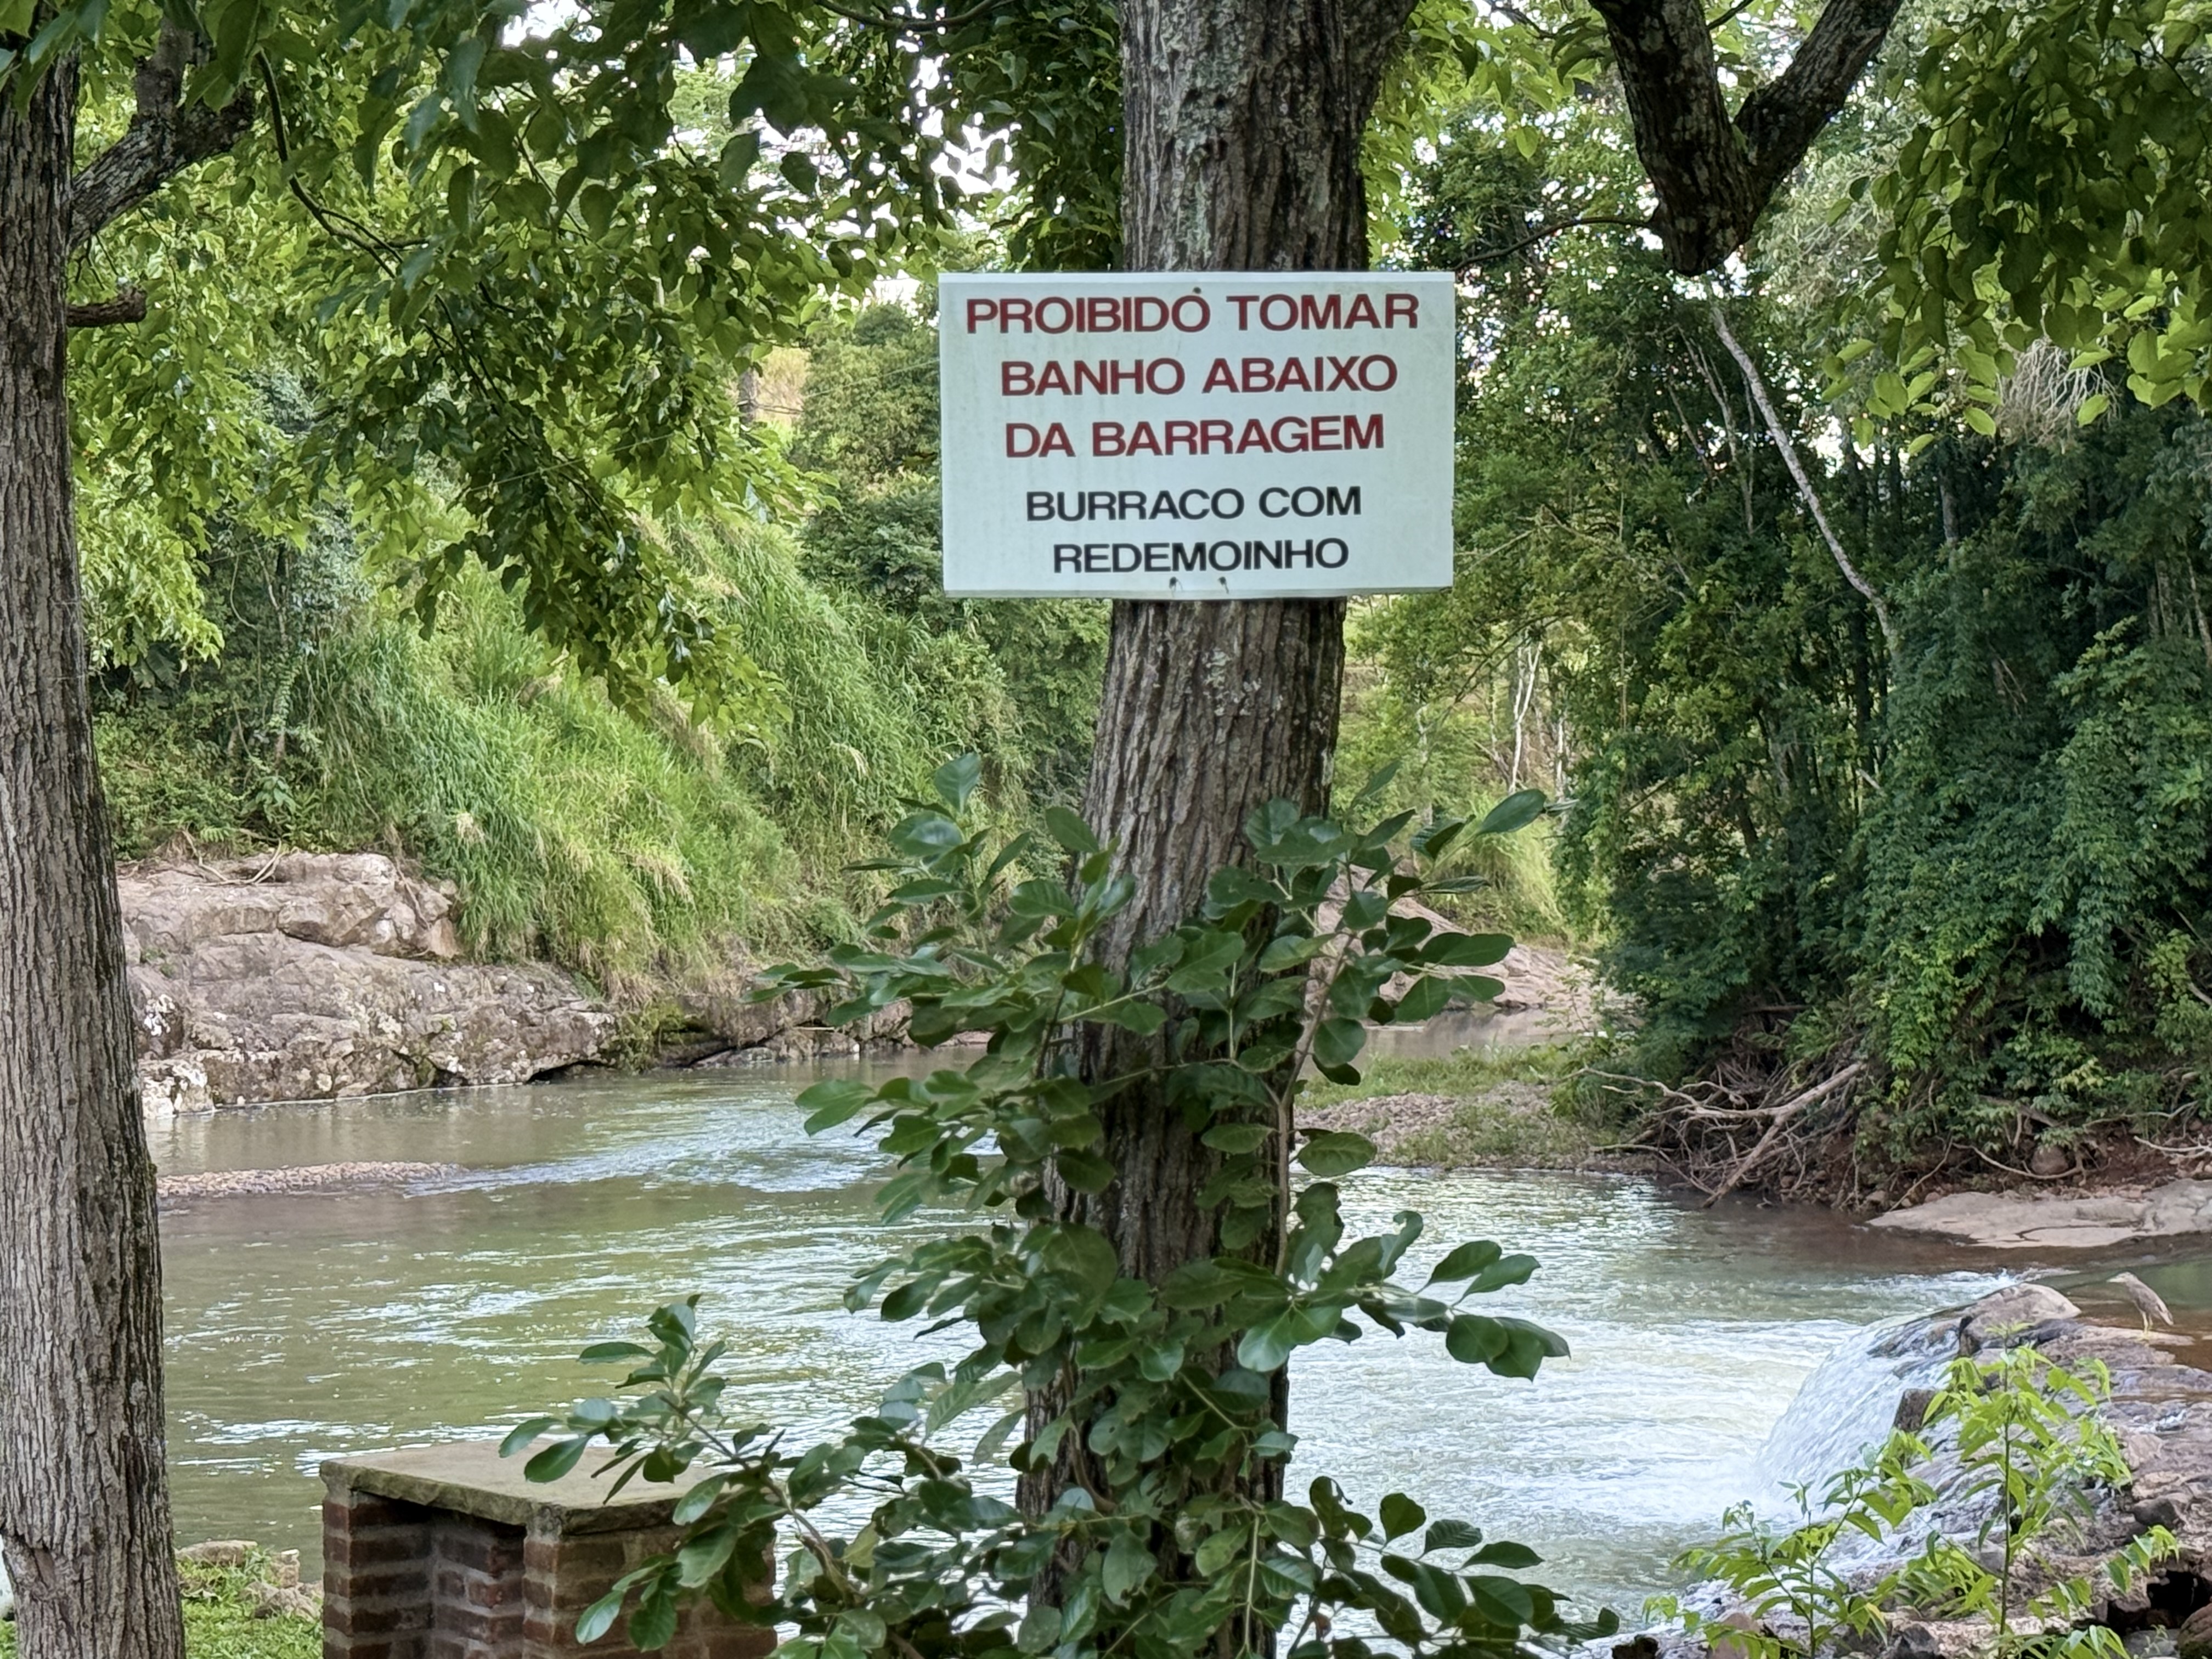 PROIBIDO TOMAR
BANHO ABAIXO
DA BARRAGEM
BURRACO COM
REDEMOINHO